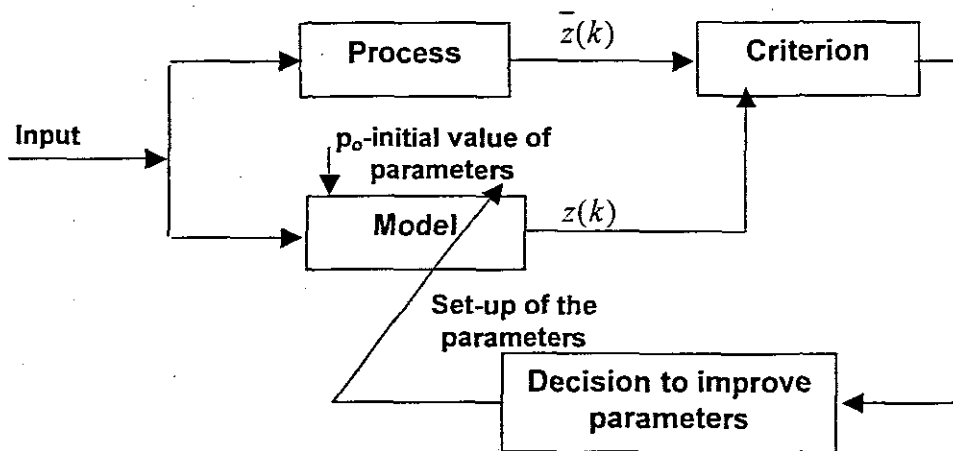 Process
z̄(k)
Criterion
Input
pₒ-initial value of
parameters
Model
z(k)
Set-up of the
parameters
Decision to improve
parameters